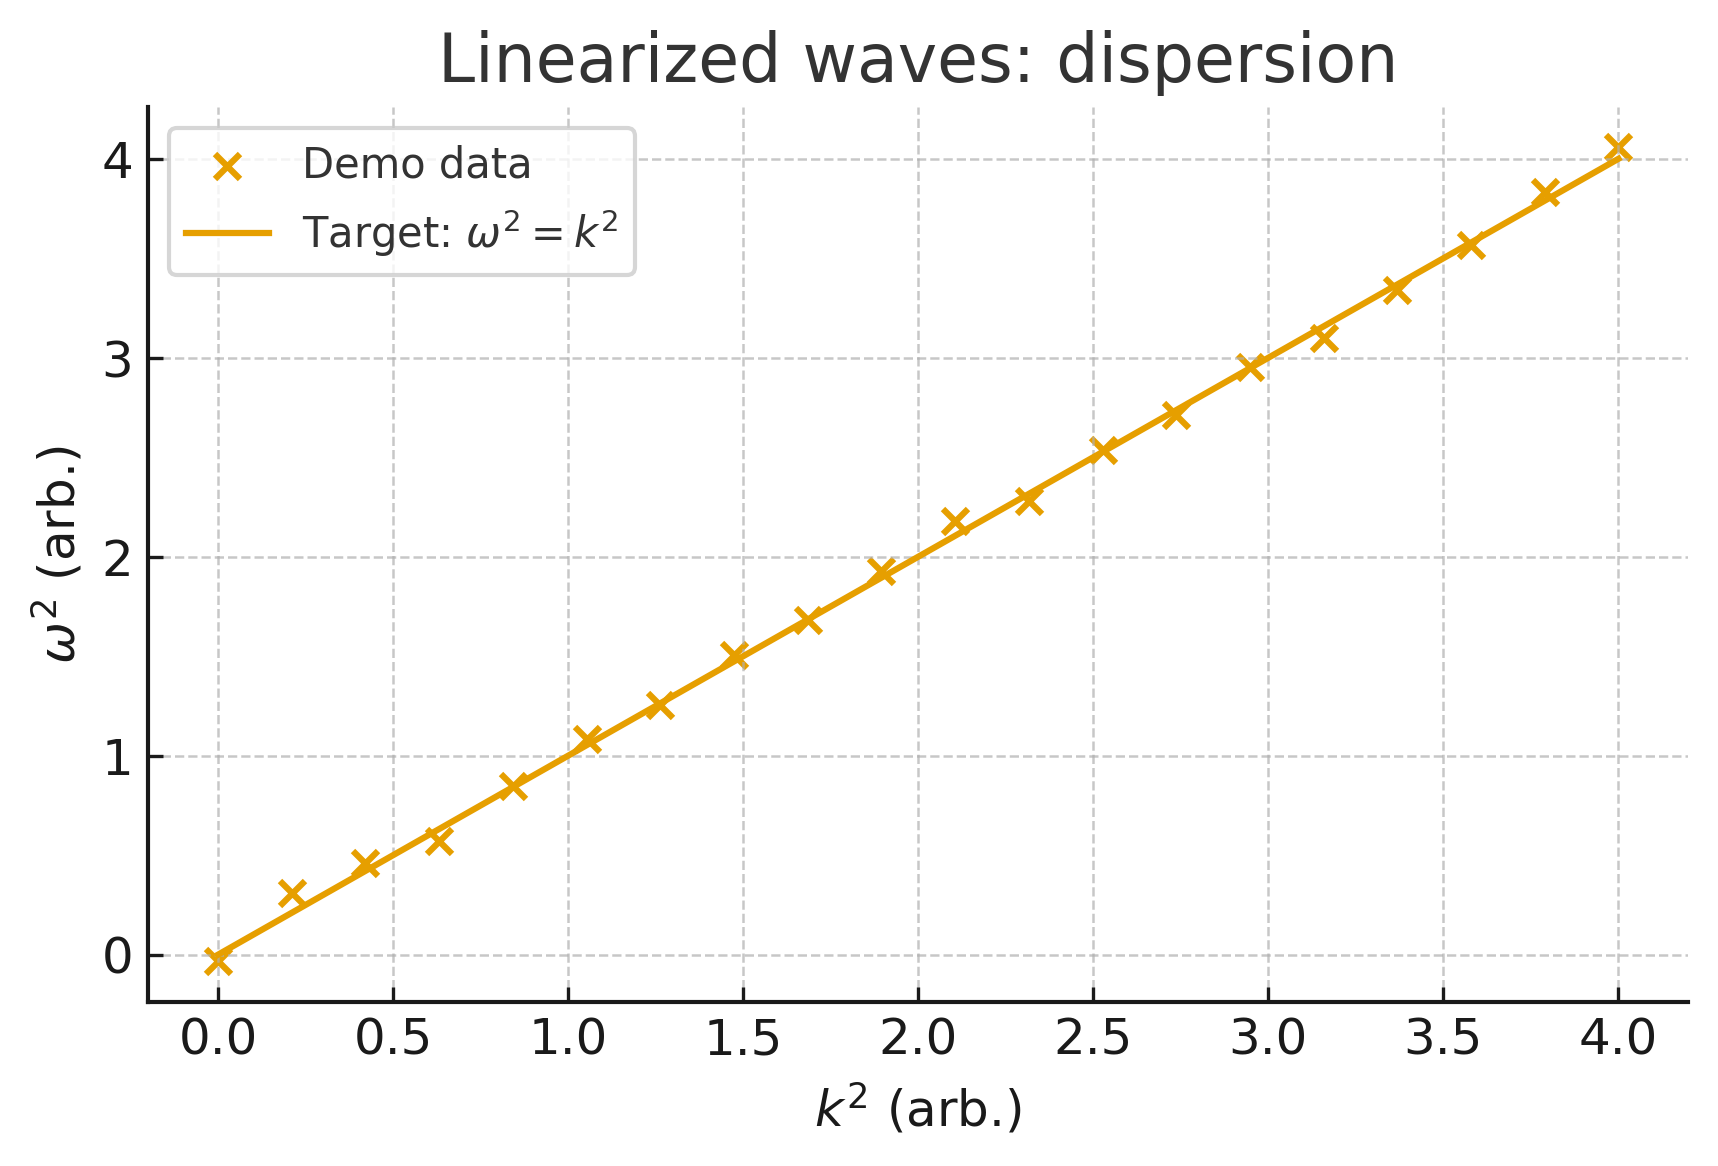 Linearized waves: dispersion
Demo data
Target: ω² = k²
4
3
2
1
0
ω² (arb.)
0.0 0.5 1.0 1.5 2.0 2.5 3.0 3.5 4.0
k² (arb.)